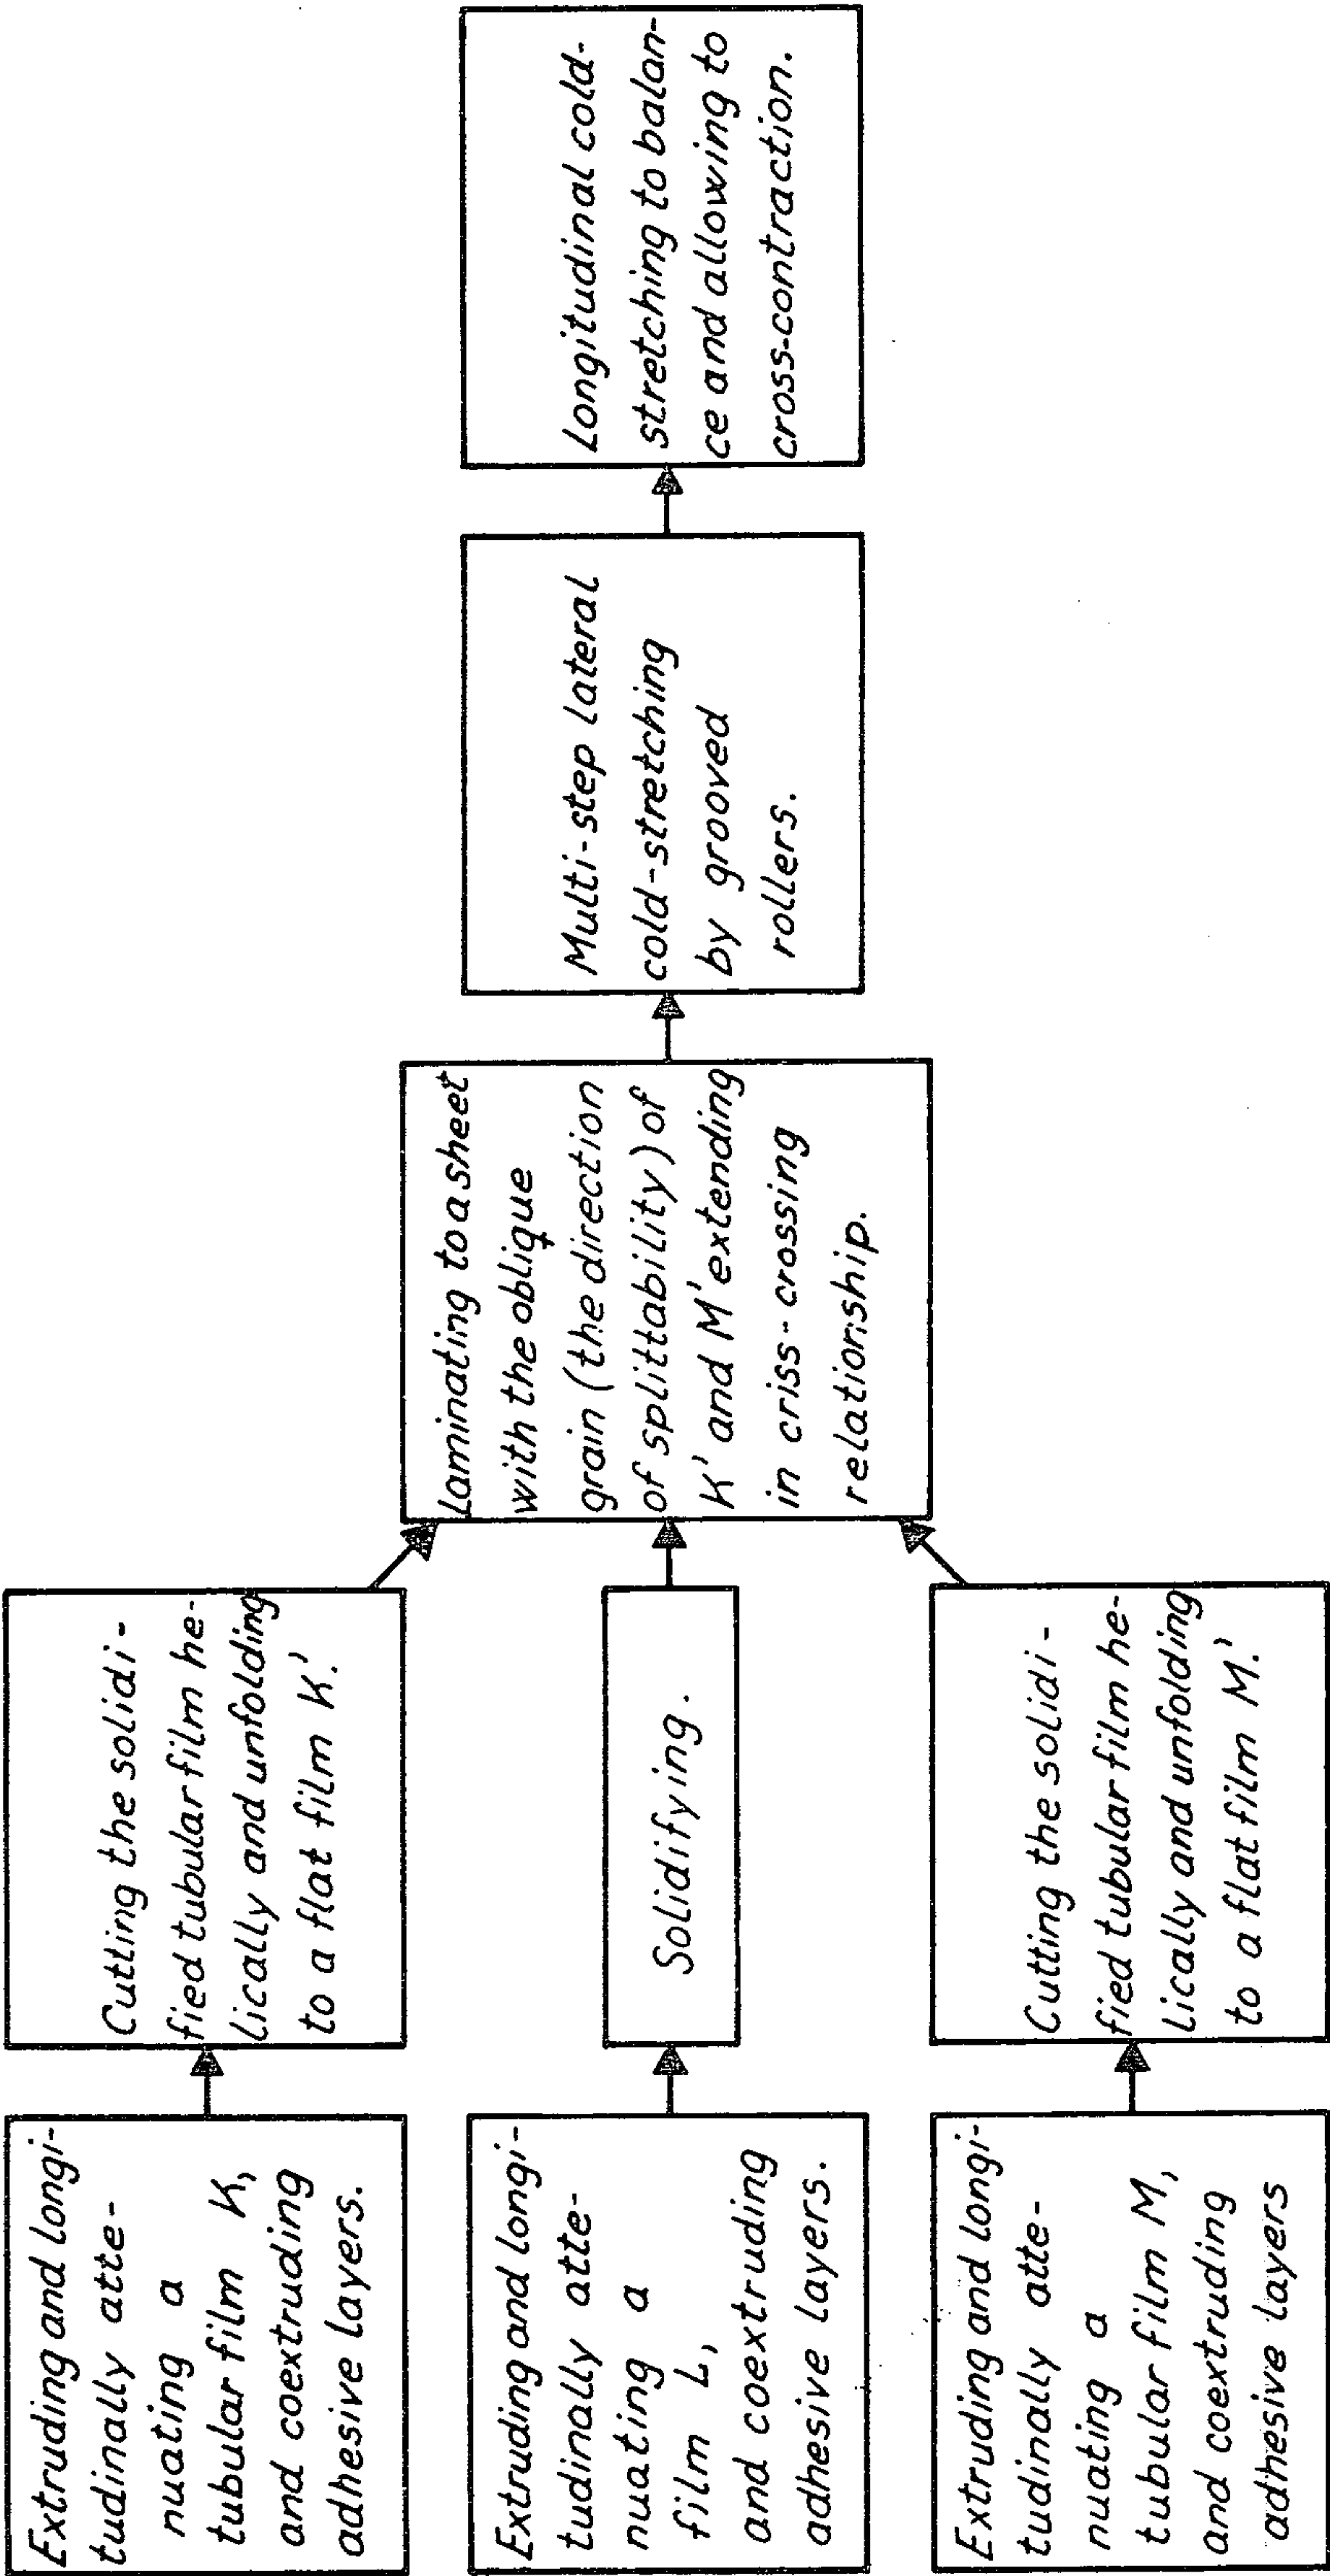 Extruding and longi-
tudinally atte-
nuating a
tubular film K,
and coextruding
adhesive layers.
Cutting the solidi-
fied tubular film he-
lically and unfolding
to a flat film K'.
Extruding and longi-
tudinally atte-
nuating a
film L,
and coextruding
adhesive layers.
Solidifying.
Extruding and longi-
tudinally atte-
nuating a
tubular film M,
and coextruding
adhesive layers
Cutting the solidi-
fied tubular film he-
lically and unfolding
to a flat film M'.
Laminating to a sheet
with the oblique
grain (the direction
of splittability) of
K' and M' extending
in criss-crossing
relationship.
Multi-step lateral
cold-stretching
by grooved
rollers.
Longitudinal cold-
stretching to balan-
ce and allowing to
cross-contraction.